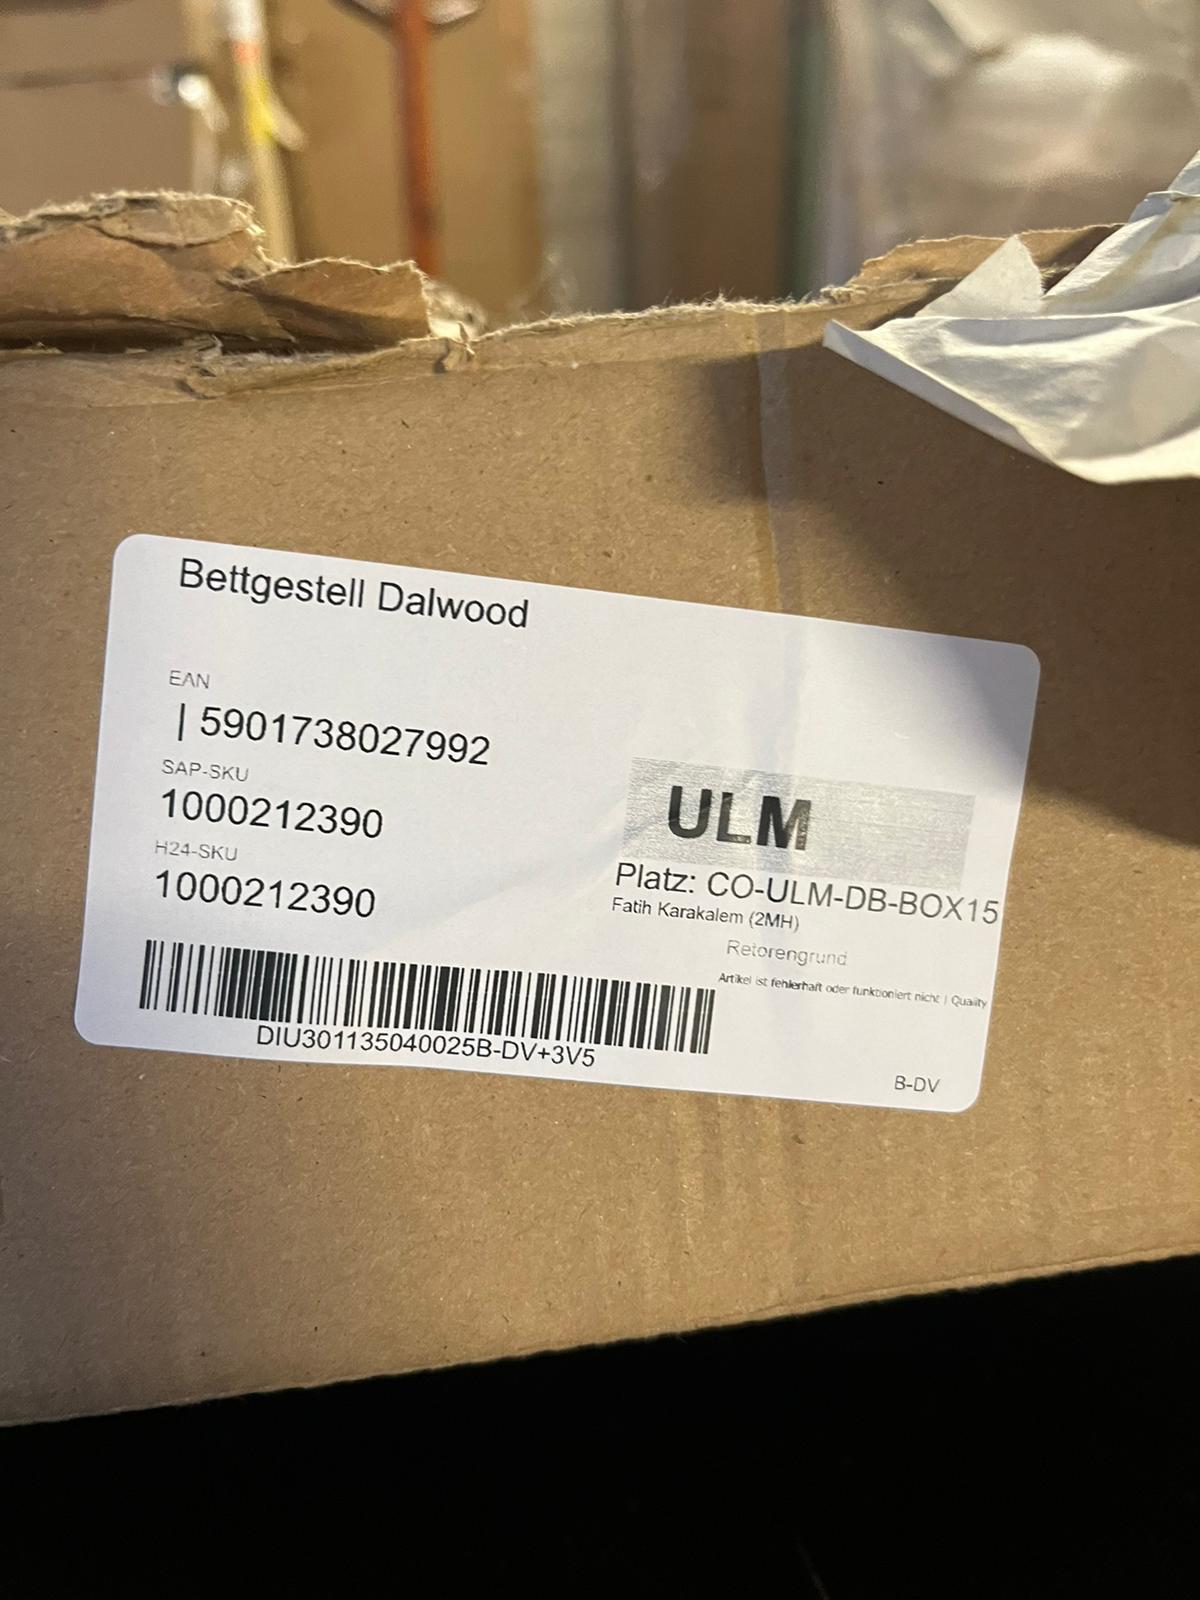 Bettgestell Dalwood
EAN
| 5901738027992
SAP-SKU
1000212390
H24-SKU
1000212390
DIU301135040025B-DV+3V5
ULM
Platz: CO-ULM-DB-BOX15
Fatih Karakalem (2MH)
Retorengrund
Artikel ist fehlerhaft oder funktioniert nicht | Quality
B-DV